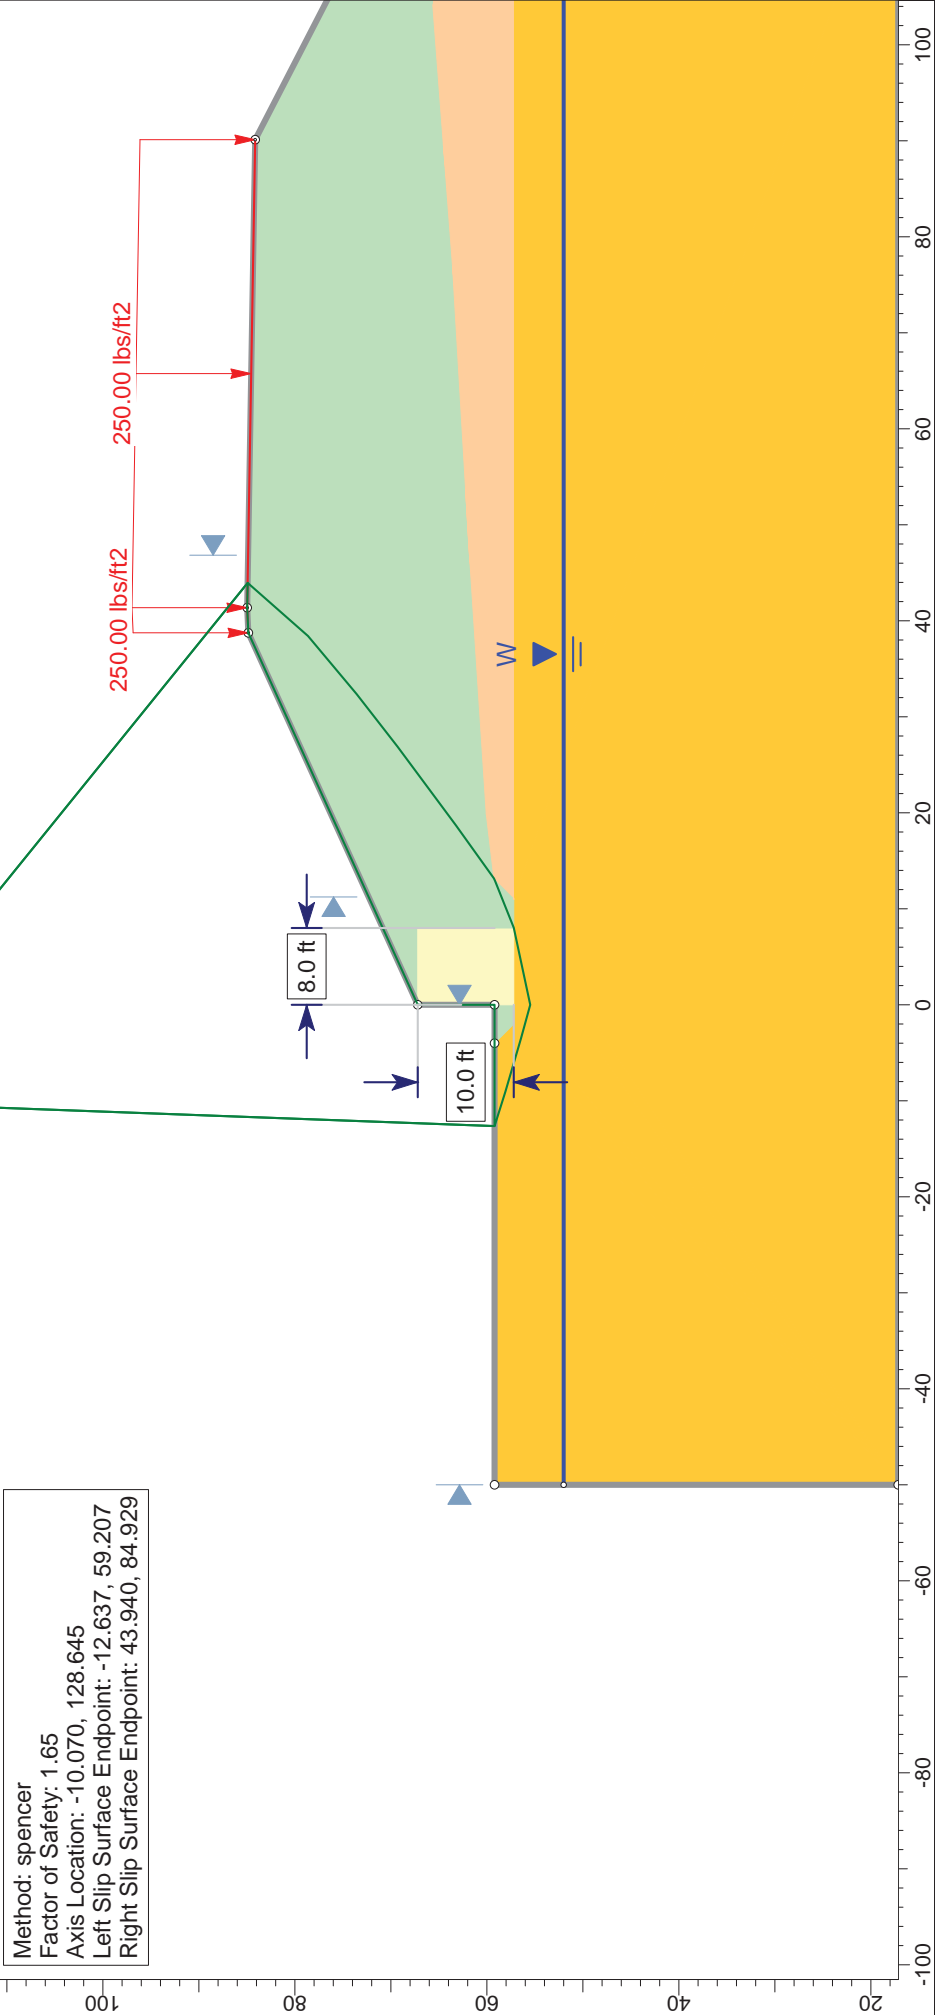 Method: spencer
Factor of Safety: 1.65
Axis Location: -10.070, 128.645
Left Slip Surface Endpoint: -12.637, 59.207
Right Slip Surface Endpoint: 43.940, 84.929
250.00 lbs/ft2
250.00 lbs/ft2
8.0 ft
10.0 ft
W
100
80
60
40
20
-100
-80
-60
-40
-20
0
20
40
60
80
100